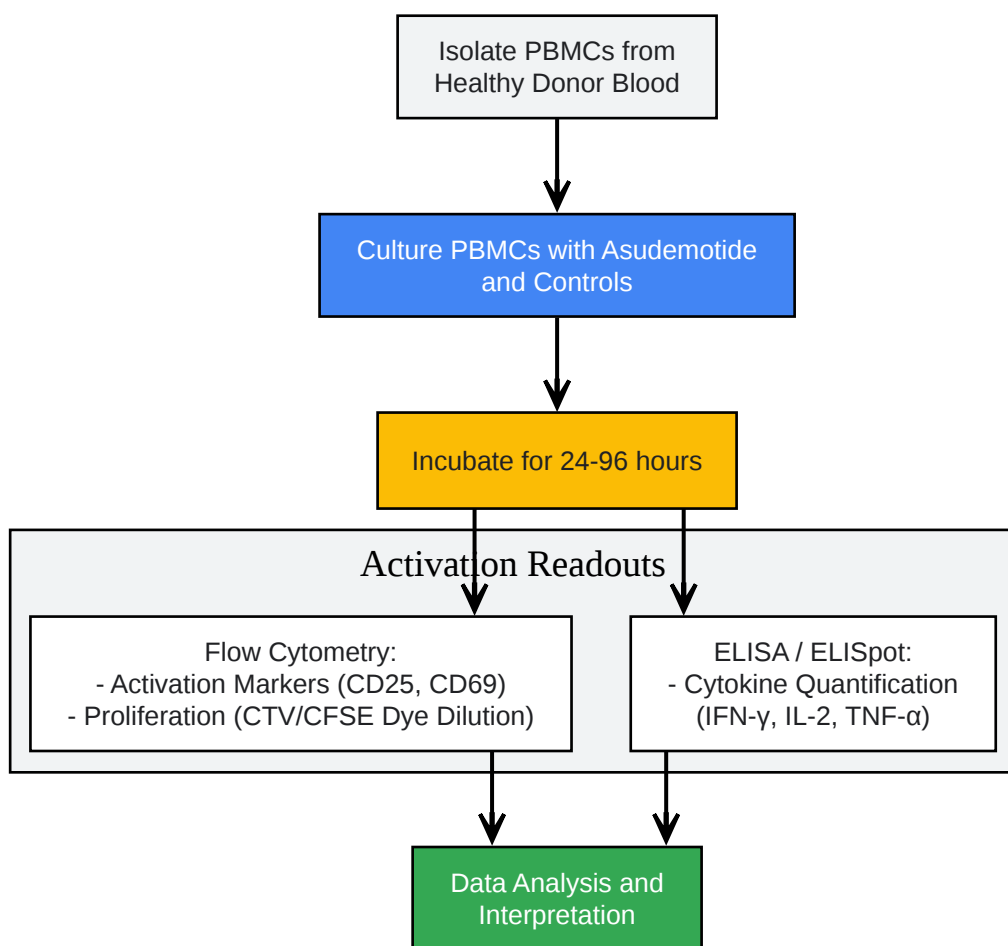 Isolate PBMCs from
Healthy Donor Blood
Culture PBMCs with Asudemotide
and Controls
Incubate for 24-96 hours
Activation Readouts
Flow Cytometry:
- Activation Markers (CD25, CD69)
- Proliferation (CTV/CFSE Dye Dilution)
ELISA / ELISpot:
- Cytokine Quantification
(IFN-γ, IL-2, TNF-α)
Data Analysis and
Interpretation